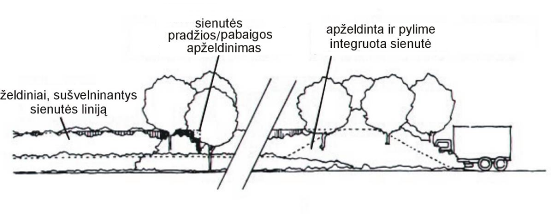 sienutės
pradžios/pabaigos
apželdinimas
apželdinta ir pylime
integruota sienutė
želdiniai, sušvelninantys
sienutės liniją